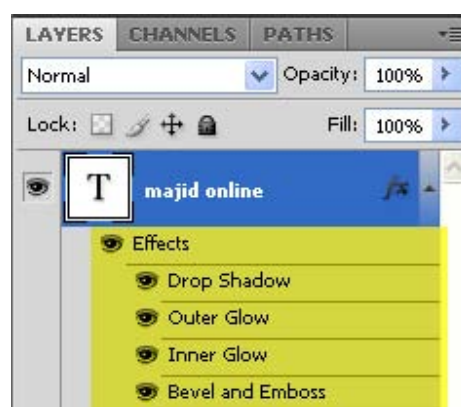 LAYERS CHANNELS PATHS
Normal Opacity: 100%
Lock: Fill: 100%
T majid online fx
Effects
Drop Shadow
Outer Glow
Inner Glow
Bevel and Emboss